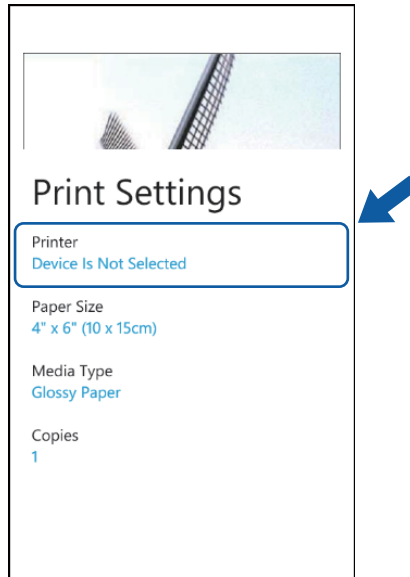 Print Settings
Printer
Device Is Not Selected
Paper Size
4" x 6" (10 x 15cm)
Media Type
Glossy Paper
Copies
1